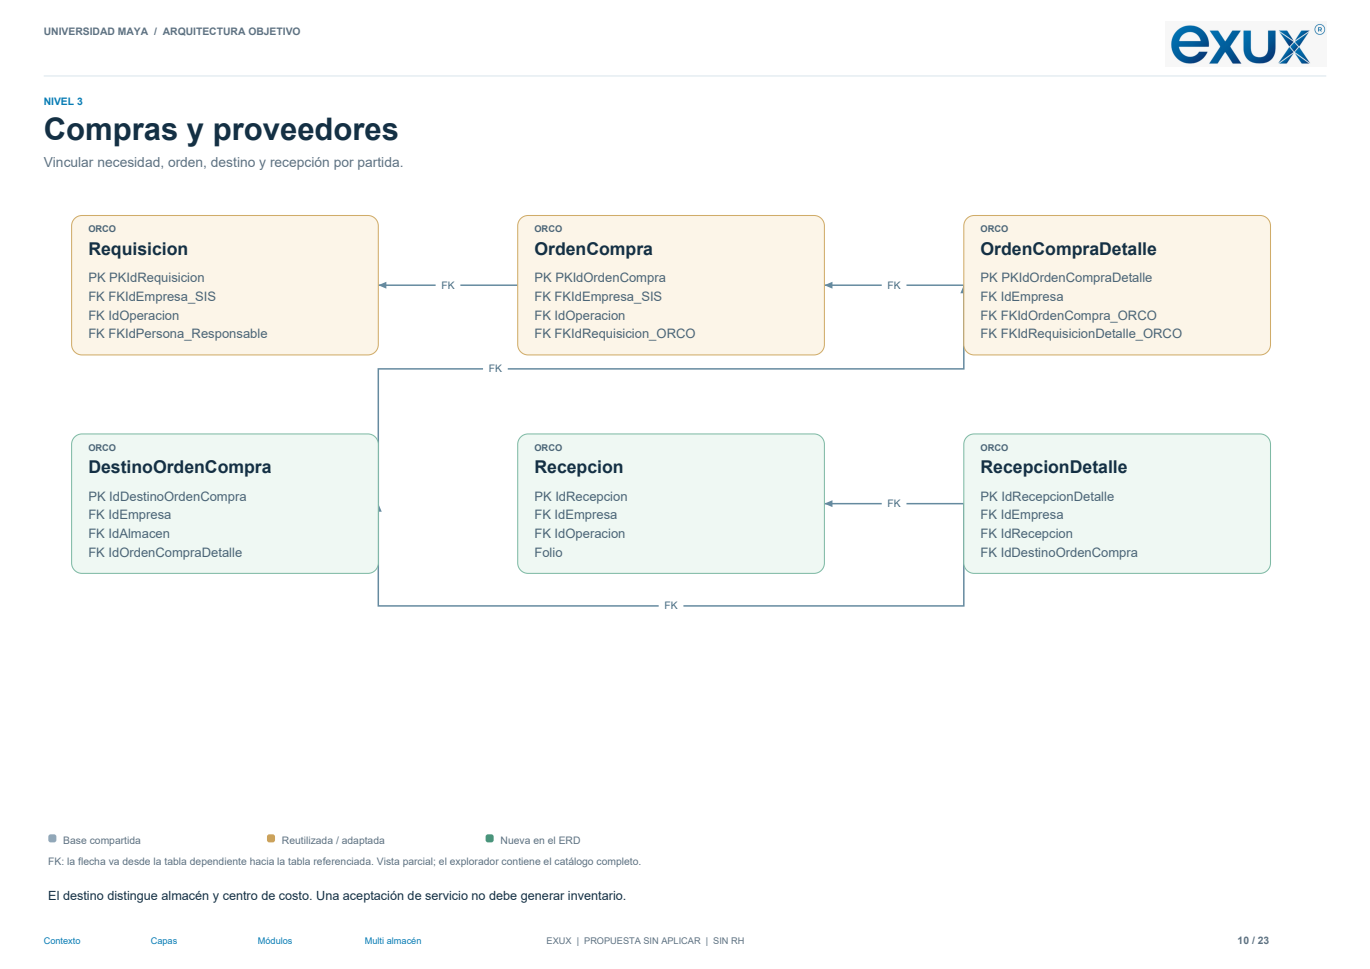 UNIVERSIDAD MAYA / ARQUITECTURA OBJETIVO
exux®
NIVEL 3
Compras y proveedores
Vincular necesidad, orden, destino y recepción por partida.
ORCO
Requisicion
PK PKIdRequisicion
FK FKIdEmpresa_SIS
FK IdOperacion
FK FKIdPersona_Responsable
FK
ORCO
OrdenCompra
PK PKIdOrdenCompra
FK FKIdEmpresa_SIS
FK IdOperacion
FK FKIdRequisicion_ORCO
FK
ORCO
OrdenCompraDetalle
PK PKIdOrdenCompraDetalle
FK IdEmpresa
FK FKIdOrdenCompra_ORCO
FK FKIdRequisicionDetalle_ORCO
FK
ORCO
DestinoOrdenCompra
PK IdDestinoOrdenCompra
FK IdEmpresa
FK IdAlmacen
FK IdOrdenCompraDetalle
ORCO
Recepcion
PK IdRecepcion
FK IdEmpresa
FK IdOperacion
Folio
FK
ORCO
RecepcionDetalle
PK IdRecepcionDetalle
FK IdEmpresa
FK IdRecepcion
FK IdDestinoOrdenCompra
FK
Base compartida
Reutilizada / adaptada
Nueva en el ERD
FK: la flecha va desde la tabla dependiente hacia la tabla referenciada. Vista parcial; el explorador contiene el catálogo completo.
El destino distingue almacén y centro de costo. Una aceptación de servicio no debe generar inventario.
Contexto
Capas
Módulos
Multi almacén
EXUX | PROPUESTA SIN APLICAR | SIN RH
10 / 23